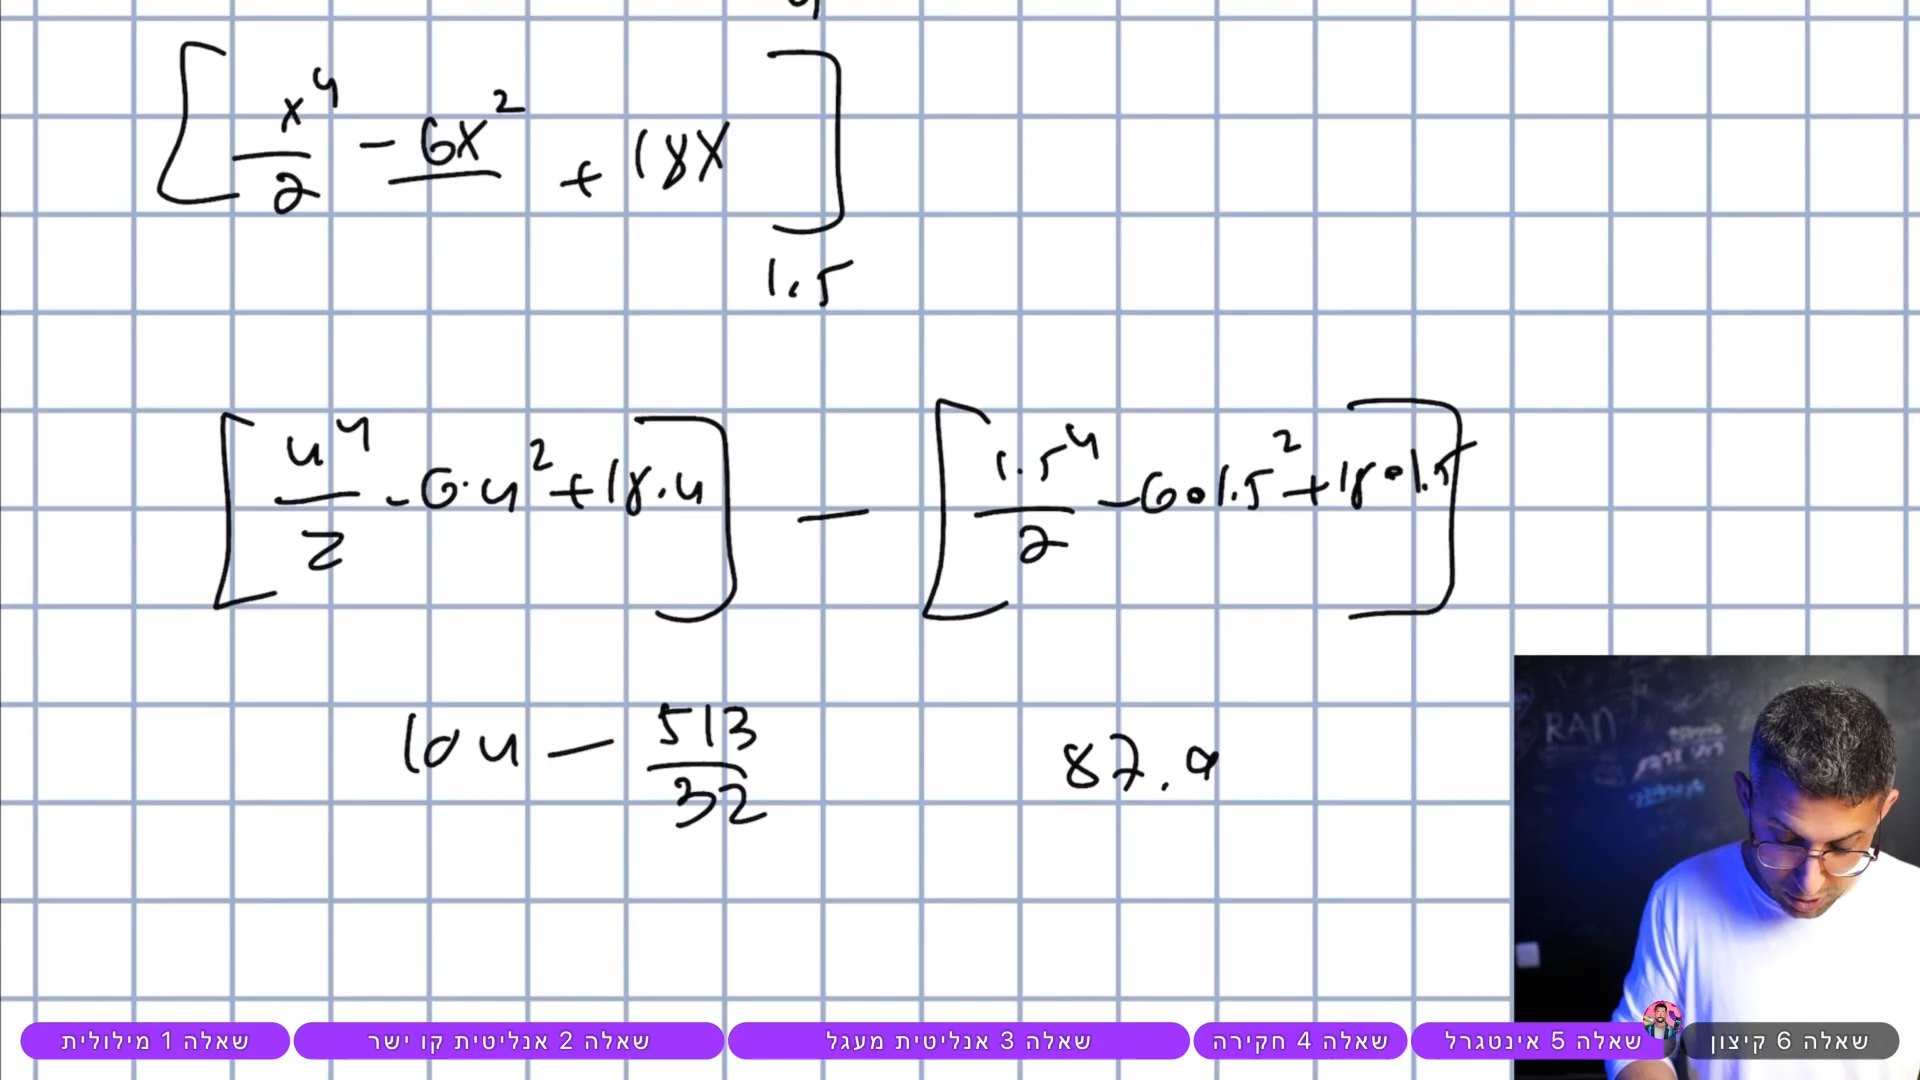 [x⁴/2 - 6x² + 18x]
1.5
[4⁴/2 - 6·4² + 18·4] — [1.5⁴/2 - 6·1.5² + 18·1.5]
104 — 513/32 87.9
RAN
שאלה 1 מילולית שאלה 2 אנליטית קו ישר שאלה 3 אנליטית מעגל שאלה 4 חקירה שאלה 5 אינטגרל שאלה 6 קיצון